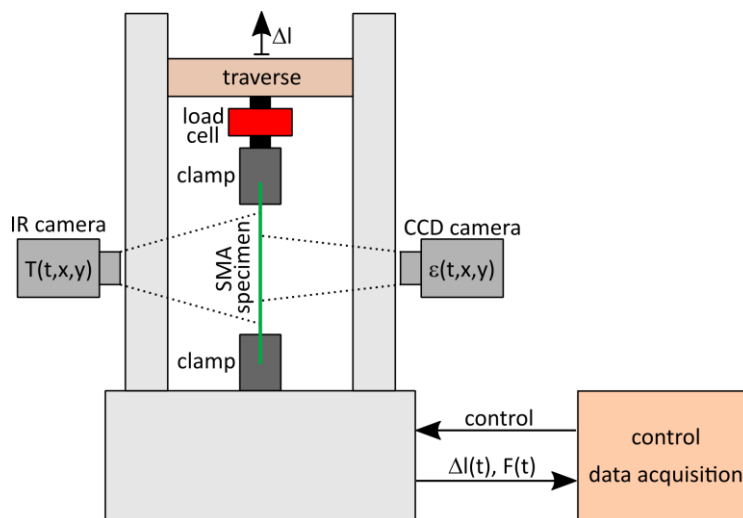 Δl
traverse
load
cell
clamp
IR camera
T(t,x,y)
SMA
specimen
CCD camera
ε(t,x,y)
clamp
control
Δl(t), F(t)
control
data acquisition